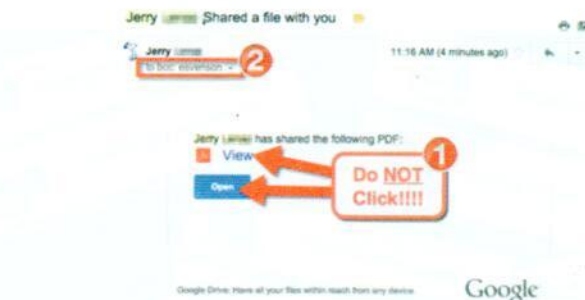 Jerry Shared a file with you
Jerry
11:16 AM (4 minutes ago)
to bcc: esvenson
2
Jerry has shared the following PDF:
1
View
Open
Do NOT
Click!!!!
Google Drive: Have all your files within reach from any device.
Google